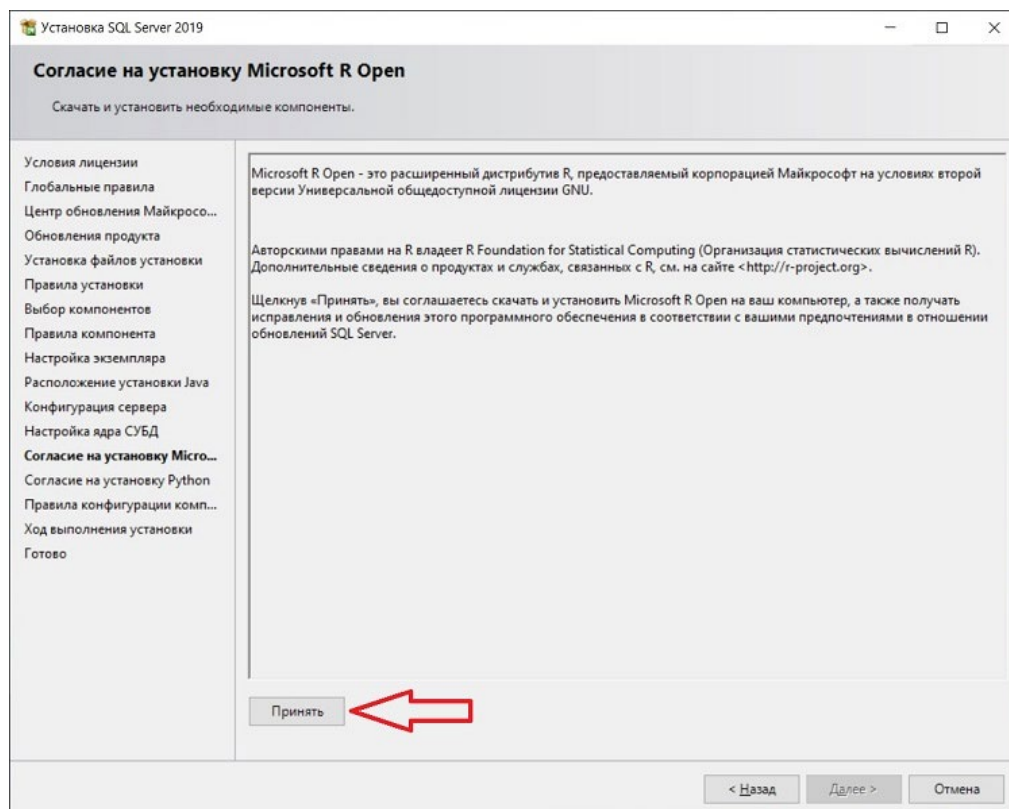 Установка SQL Server 2019
Согласие на установку Microsoft R Open
Скачать и установить необходимые компоненты.
Условия лицензии
Глобальные правила
Центр обновления Майкросо...
Обновления продукта
Установка файлов установки
Правила установки
Выбор компонентов
Правила компонента
Настройка экземпляра
Расположение установки Java
Конфигурация сервера
Настройка ядра СУБД
Согласие на установку Micro...
Согласие на установку Python
Правила конфигурации комп...
Ход выполнения установки
Готово
Microsoft R Open - это расширенный дистрибутив R, предоставляемый корпорацией Майкрософт на условиях второй
версии Универсальной общедоступной лицензии GNU.
Авторскими правами на R владеет R Foundation for Statistical Computing (Организация статистических вычислений R).
Дополнительные сведения о продуктах и службах, связанных с R, см. на сайте <http://r-project.org>.
Щелкнув «Принять», вы соглашаетесь скачать и установить Microsoft R Open на ваш компьютер, а также получать
исправления и обновления этого программного обеспечения в соответствии с вашими предпочтениями в отношении
обновлений SQL Server.
Принять
< Назад
Далее >
Отмена